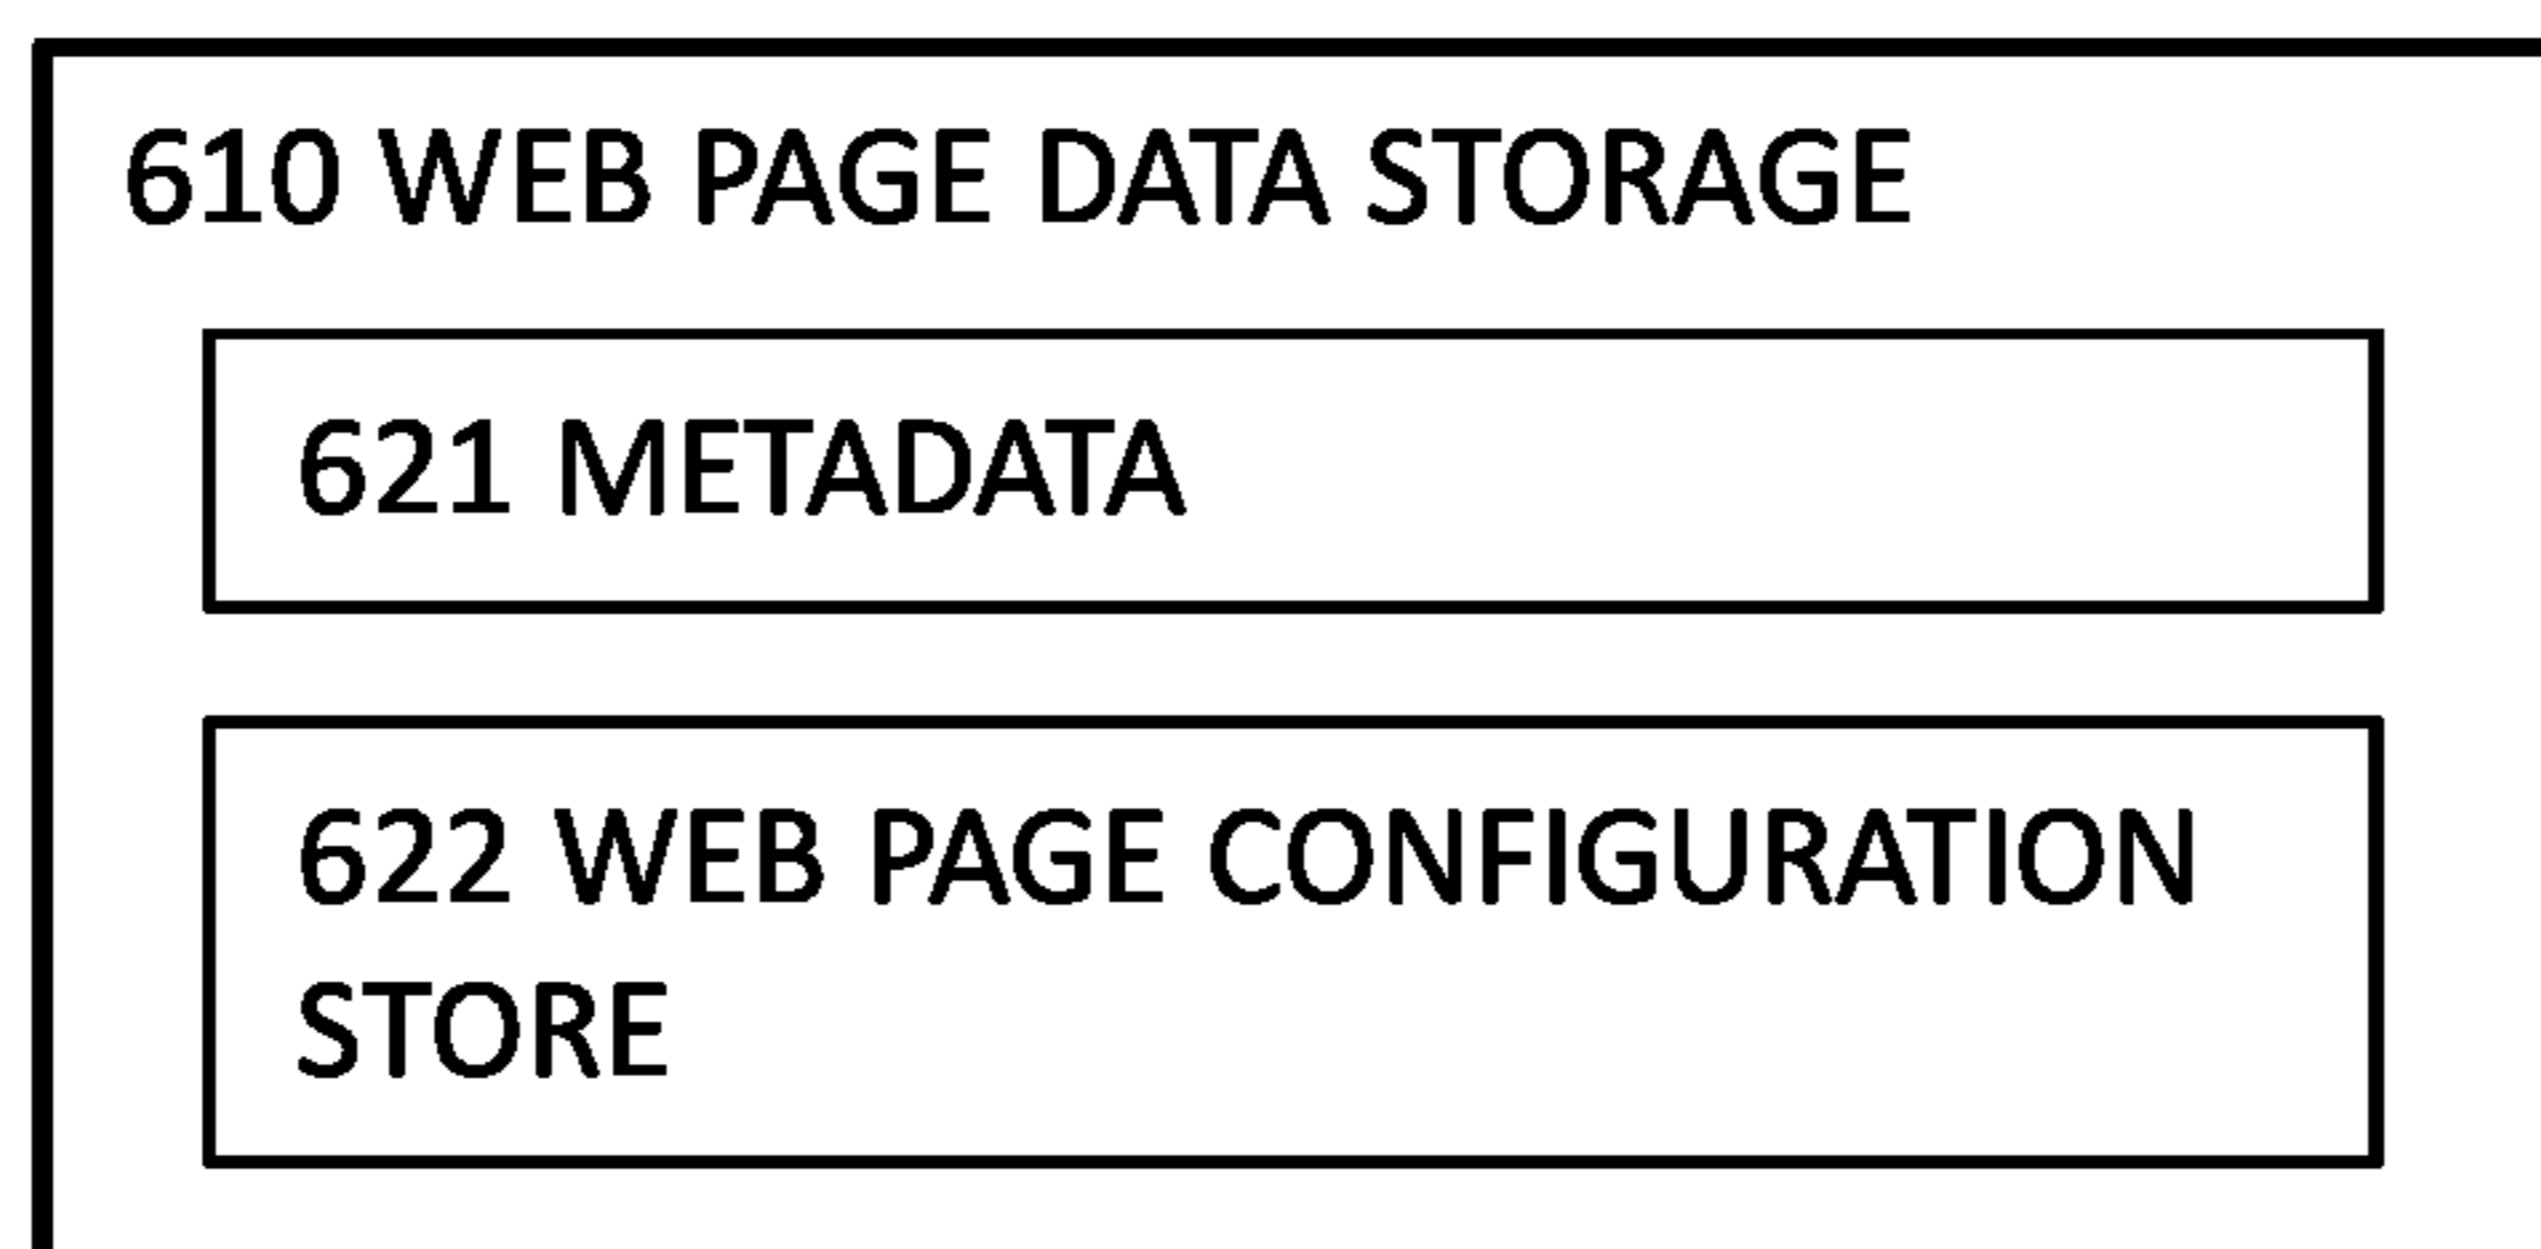 610 WEB PAGE DATA STORAGE
621 METADATA
622 WEB PAGE CONFIGURATION
STORE